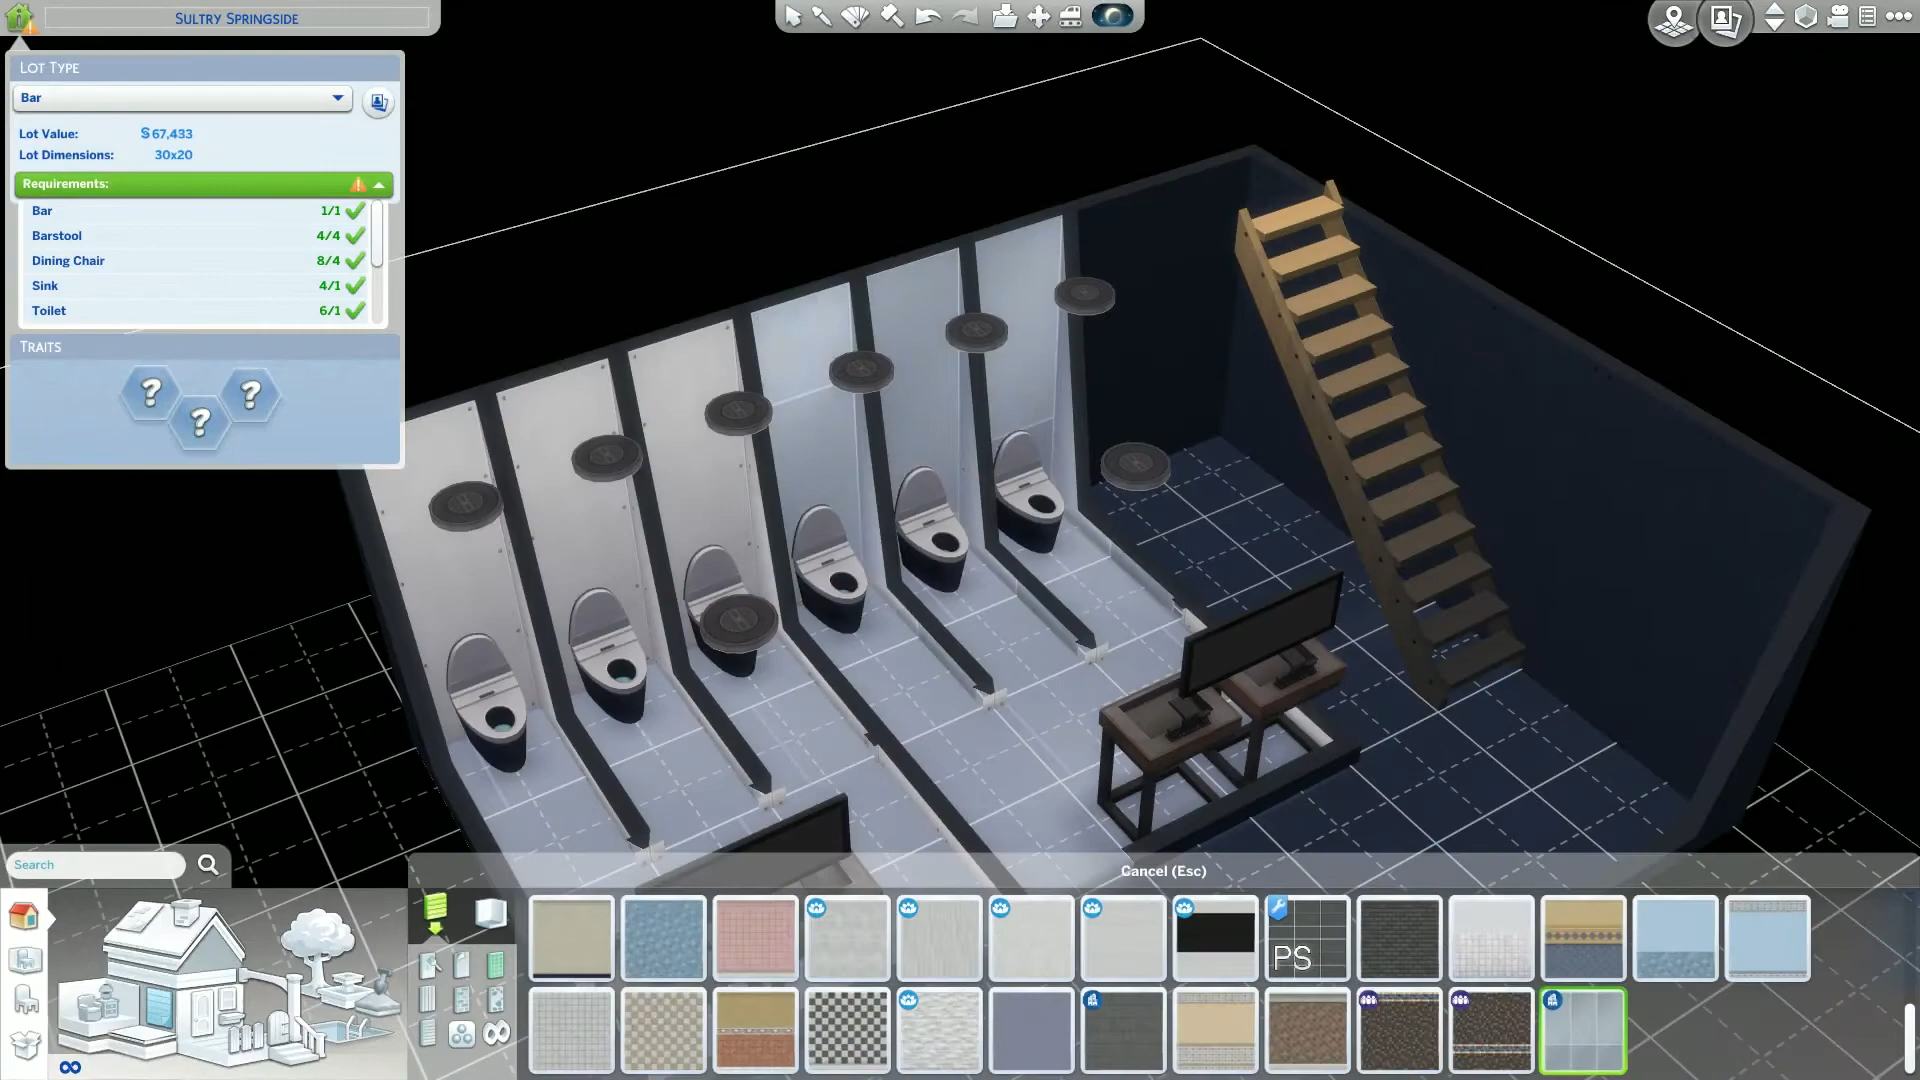 SULTRY SPRINGSIDE
LOT TYPE
Bar
Lot Value: §67,433
Lot Dimensions: 30x20
Requirements:
Bar 1/1
Barstool 4/4
Dining Chair 8/4
Sink 4/1
Toilet 6/1
TRAITS
? ? ?
Search
Cancel (Esc)
PS